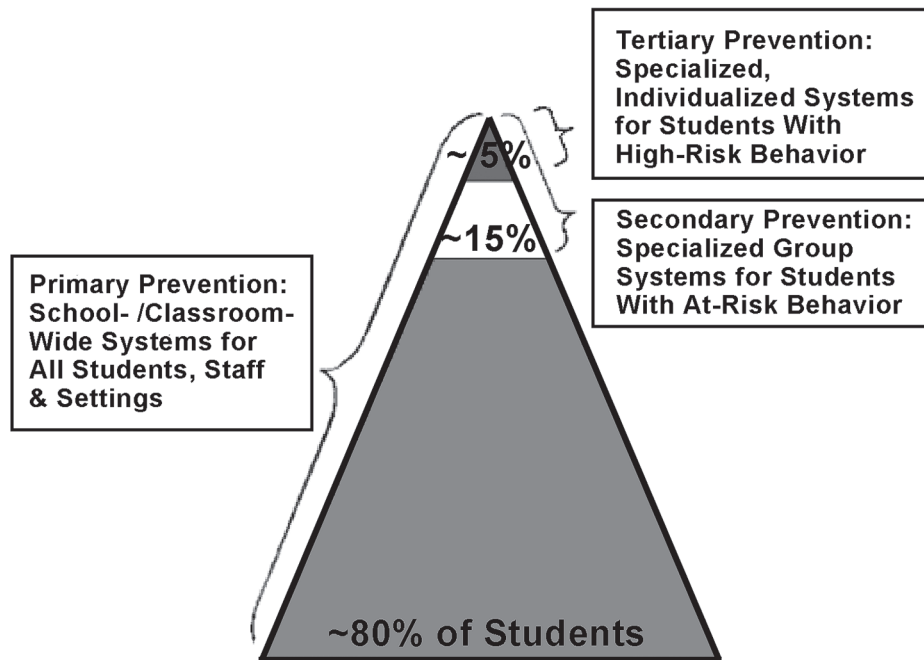 Tertiary Prevention:
Specialized,
Individualized Systems
for Students With
High-Risk Behavior
~ 5%
~15%
Secondary Prevention:
Specialized Group
Systems for Students
With At-Risk Behavior
Primary Prevention:
School- /Classroom-
Wide Systems for
All Students, Staff
& Settings
~80% of Students